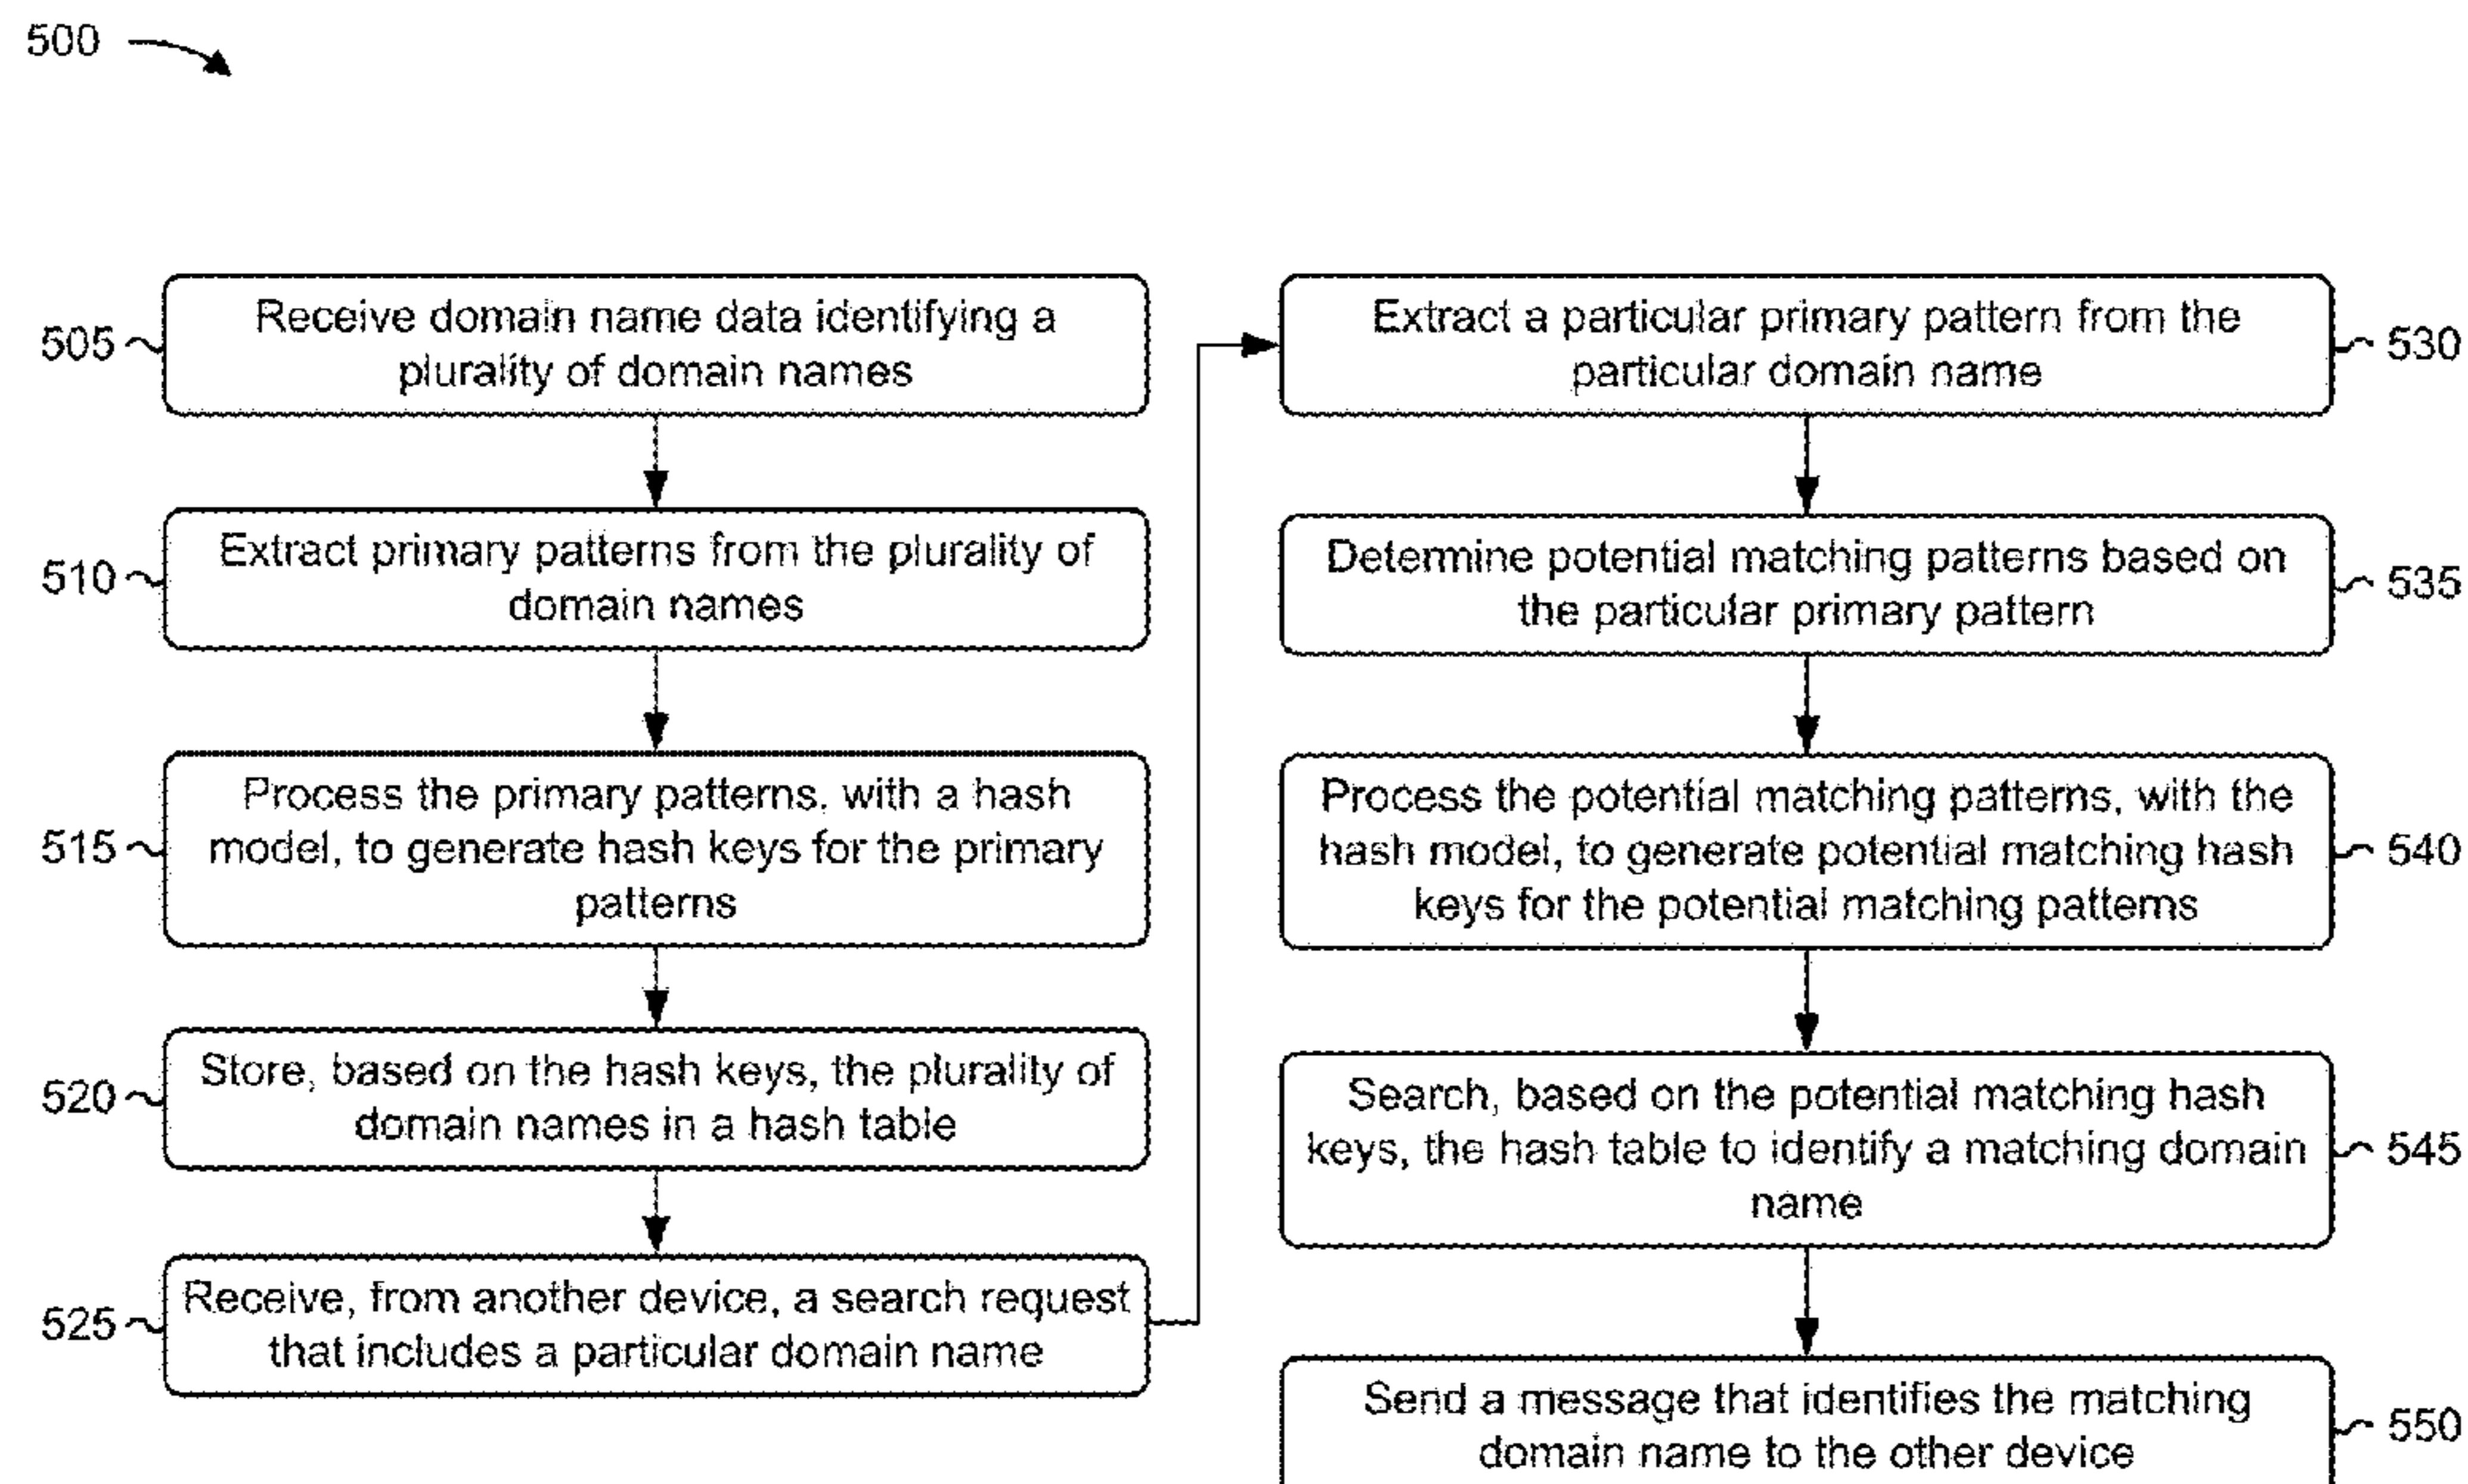 500
505
Receive domain name data identifying a
plurality of domain names
510
Extract primary patterns from the plurality of
domain names
515
Process the primary patterns, with a hash
model, to generate hash keys for the primary
patterns
520
Store, based on the hash keys, the plurality of
domain names in a hash table
525
Receive, from another device, a search request
that includes a particular domain name
Extract a particular primary pattern from the
particular domain name
530
Determine potential matching patterns based on
the particular primary pattern
535
Process the potential matching patterns, with the
hash model, to generate potential matching hash
keys for the potential matching patterns
540
Search, based on the potential matching hash
keys, the hash table to identify a matching domain
name
545
Send a message that identifies the matching
domain name to the other device
550